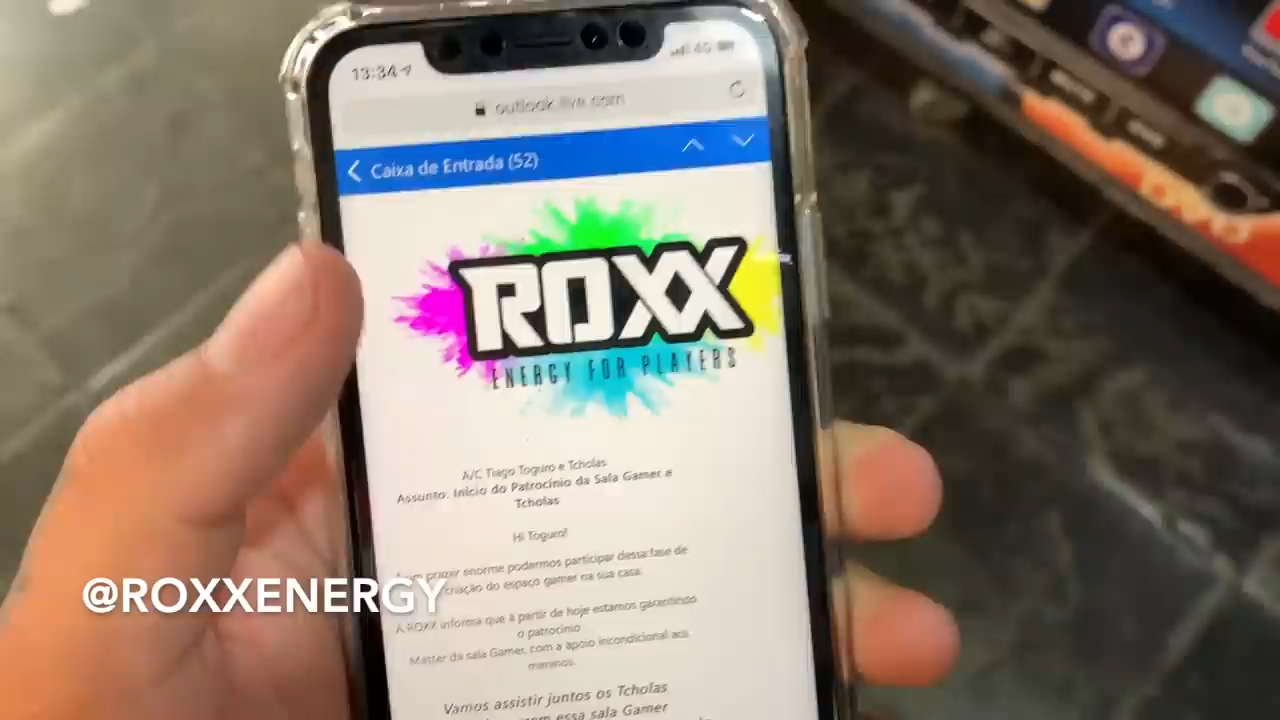 13:34
4G
outlook.live.com
Caixa de Entrada (52)
ROXX
ENERGY FOR PLAYERS
A/C Tiago Toguro e Tcholas
Assunto: Início do Patrocínio da Sala Gamer e
Tcholas
Hi Toguro!
prazer enorme podermos participar dessa fase de
criação do espaço gamer na sua casa.
@ROXXENERGY
A ROXX informa que à partir de hoje estamos garantindo
o patrocínio
Master da sala Gamer, com a apoio incondicional aos
meninos.
Vamos assistir juntos os Tcholas
essa sala Gamer